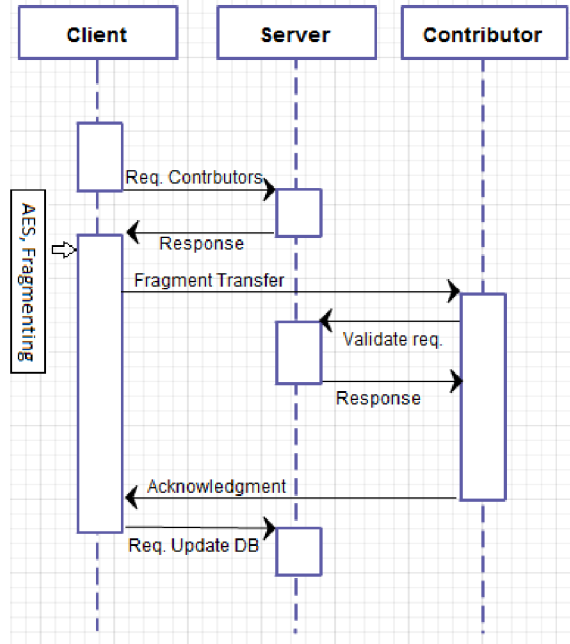 Client
Server
Contributor
Req. Contrbutors
Response
AES, Fragmenting
Fragment Transfer
Validate req.
Response
Acknowledgment
Req. Update DB